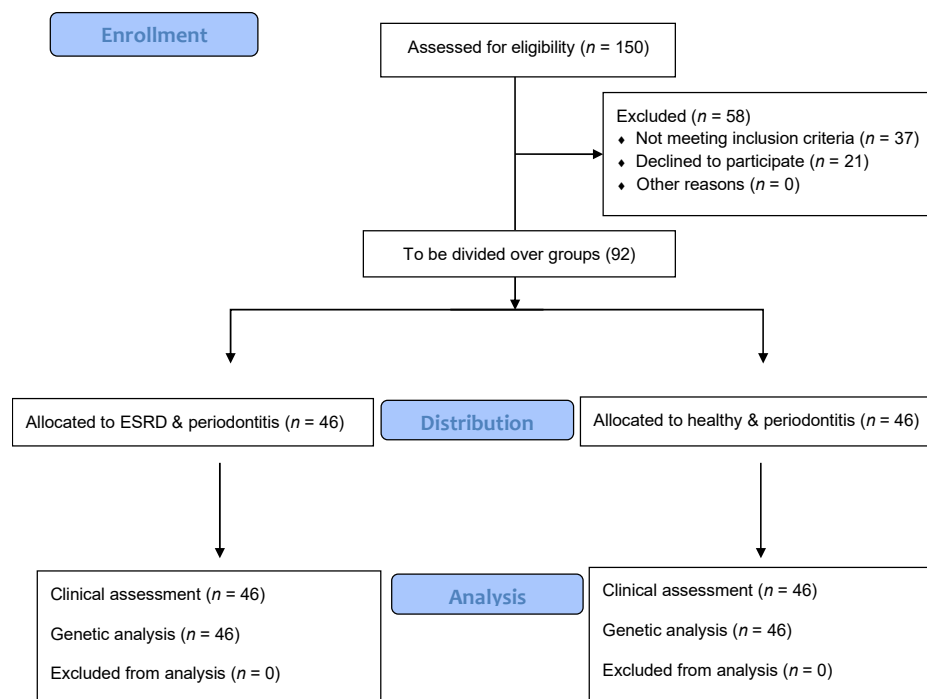 Enrollment
Assessed for eligibility (n = 150)
Excluded (n = 58)
♦ Not meeting inclusion criteria (n = 37)
♦ Declined to participate (n = 21)
♦ Other reasons (n = 0)
To be divided over groups (92)
Allocated to ESRD & periodontitis (n = 46)
Distribution
Allocated to healthy & periodontitis (n = 46)
Clinical assessment (n = 46)
Genetic analysis (n = 46)
Excluded from analysis (n = 0)
Analysis
Clinical assessment (n = 46)
Genetic analysis (n = 46)
Excluded from analysis (n = 0)